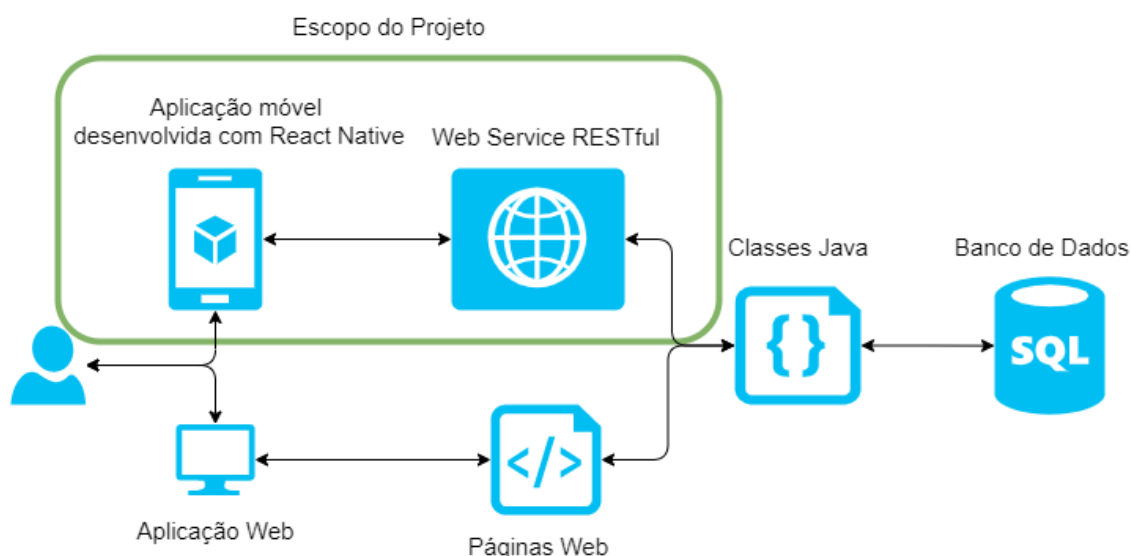 Escopo do Projeto
Aplicação móvel
desenvolvida com React Native
Web Service RESTful
Classes Java
Banco de Dados
{}
SQL
</>
Aplicação Web
Páginas Web